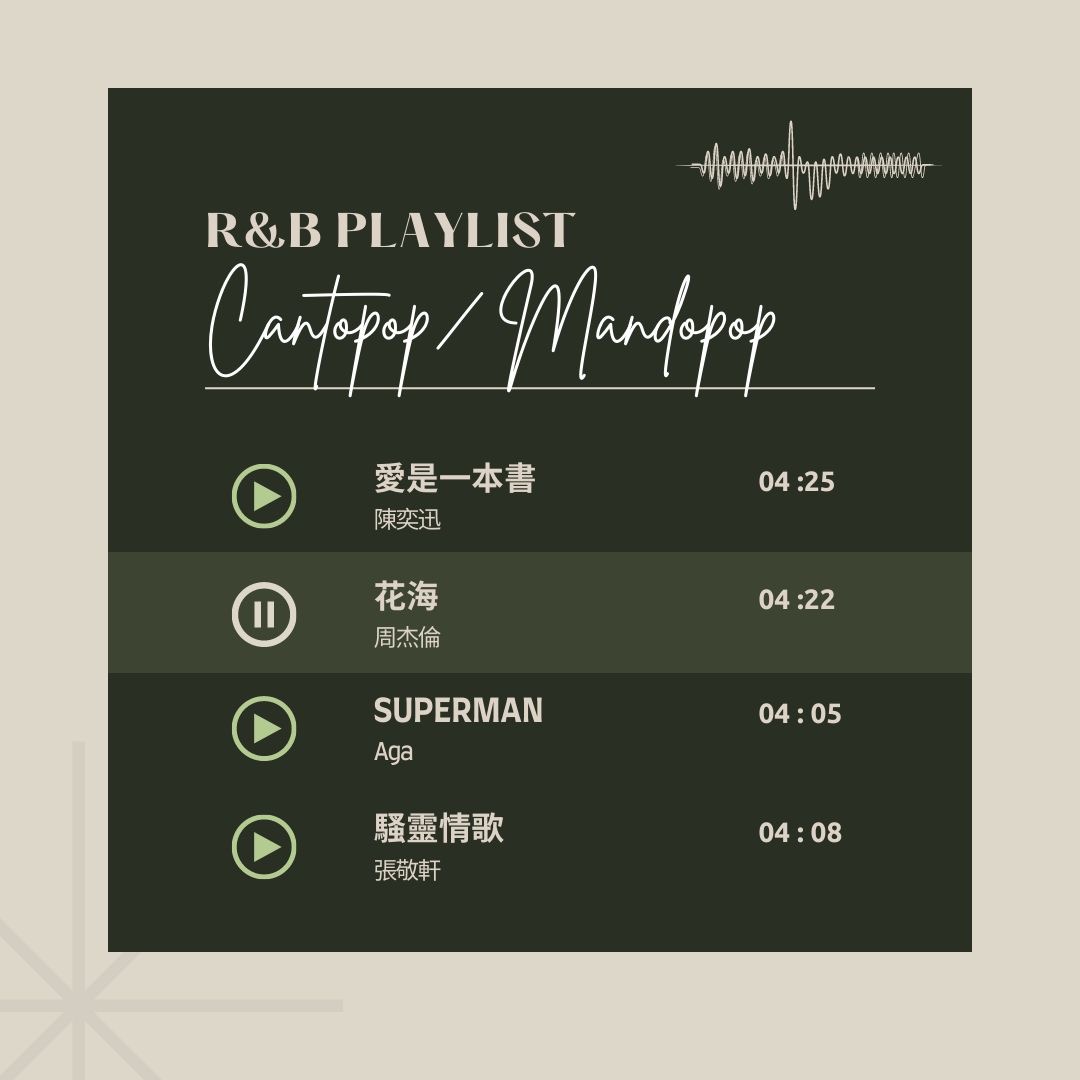 R&B PLAYLIST
Cantopop/Mandopop
愛是一本書 04 :25
陳奕迅
花海 04 :22
周杰倫
SUPERMAN 04 : 05
Aga
騷靈情歌 04 : 08
張敬軒